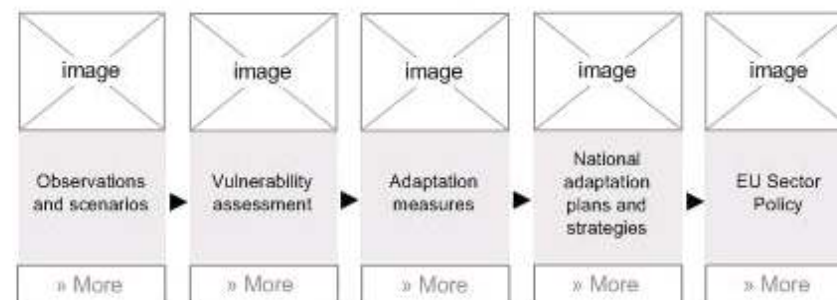 image
image
image
image
image
Observations
and scenarios
Vulnerability
assessment
Adaptation
measures
National
adaptation
plans and
strategies
EU Sector
Policy
» More
» More
» More
» More
» More